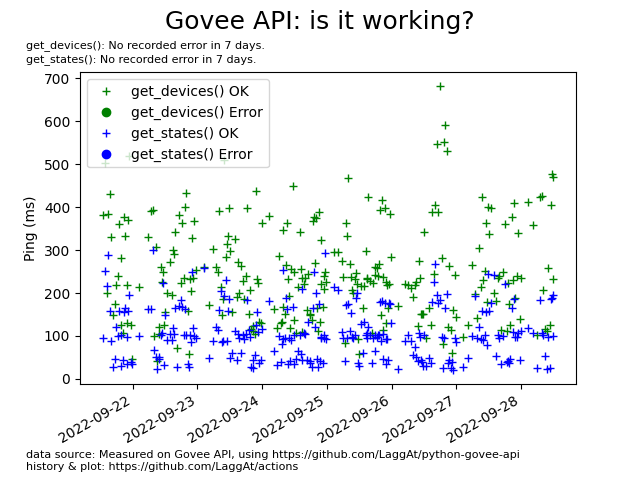 Govee API: is it working?
get_devices(): No recorded error in 7 days.
get_states(): No recorded error in 7 days.
700
600
500
400
300
200
100
0
Ping (ms)
get_devices() OK
get_devices() Error
get_states() OK
get_states() Error
2022-09-22
2022-09-23
2022-09-24
2022-09-25
2022-09-26
2022-09-27
2022-09-28
data source: Measured on Govee API, using https://github.com/LaggAt/python-govee-api
history & plot: https://github.com/LaggAt/actions